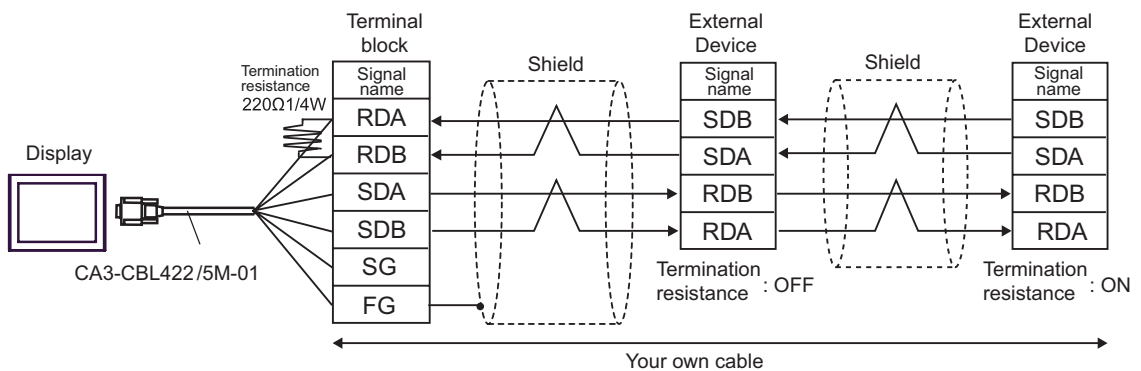 Display
CA3-CBL422/5M-01
Termination
resistance
220Ω1/4W
Terminal
block
Signal
name
RDA
RDB
SDA
SDB
SG
FG
Shield
External
Device
Signal
name
SDB
SDA
RDB
RDA
Termination
resistance : OFF
Shield
External
Device
Signal
name
SDB
SDA
RDB
RDA
Termination
resistance : ON
Your own cable